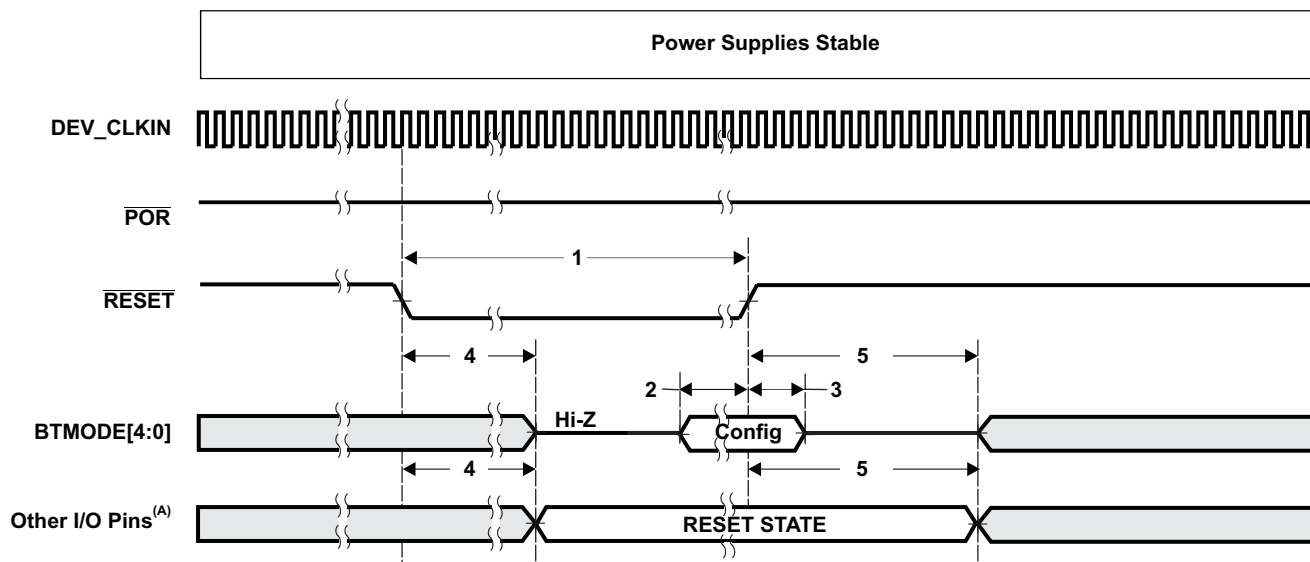 Power Supplies Stable
DEV_CLKIN
POR
1
RESET
4
5
2
3
Hi-Z
BTMODE[4:0]
Config
4
5
Other I/O Pins(A)
RESET STATE